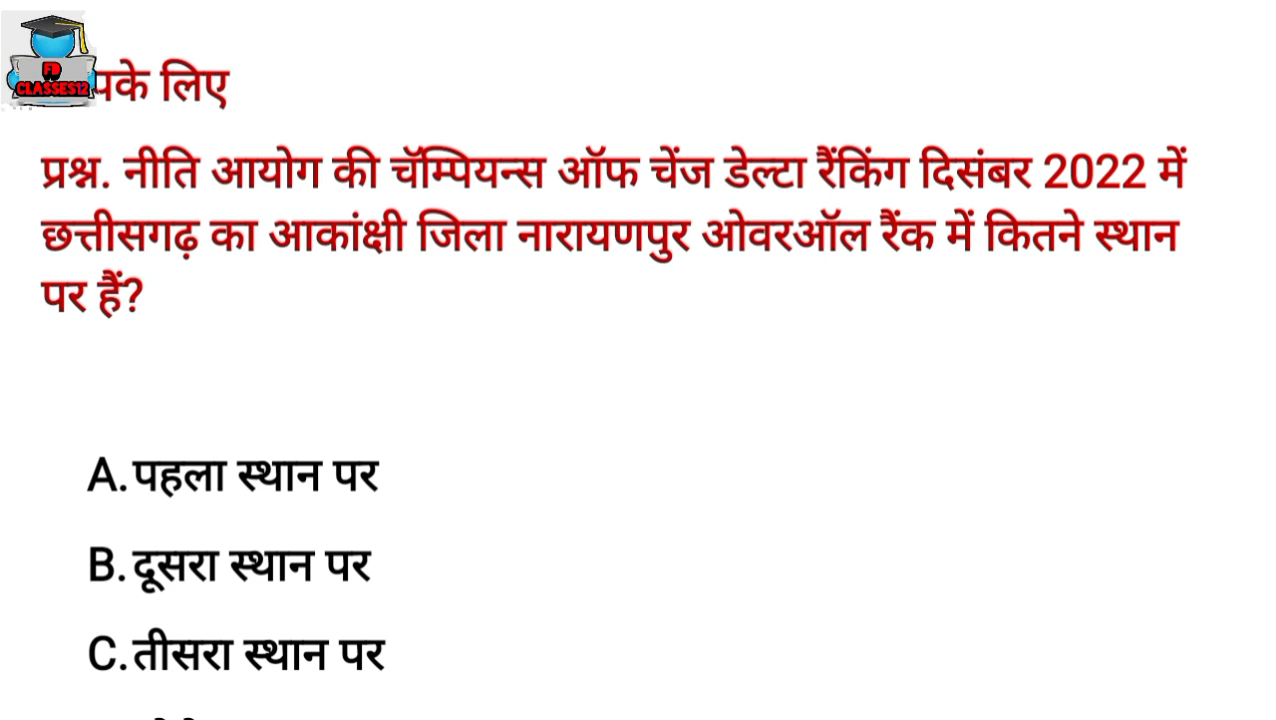 FD
CLASSES12
पके लिए
प्रश्न. नीति आयोग की चॅम्पियन्स ऑफ चेंज डेल्टा रैंकिंग दिसंबर 2022 में
छत्तीसगढ़ का आकांक्षी जिला नारायणपुर ओवरऑल रैंक में कितने स्थान
पर हैं?
A.पहला स्थान पर
B.दूसरा स्थान पर
C.तीसरा स्थान पर